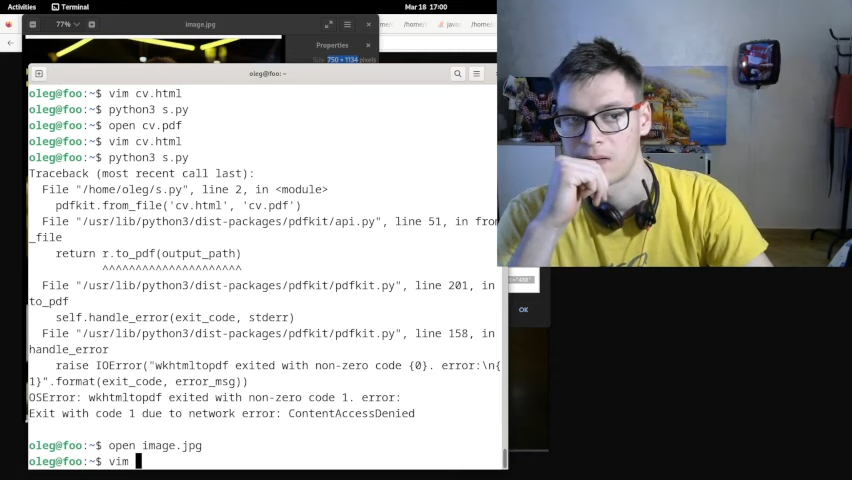 Activities
Terminal
Mar 18 17:00
77%
image.jpg
Properties
750 × 1134 pixels
oleg@foo: ~
oleg@foo:~$ vim cv.html
oleg@foo:~$ python3 s.py
oleg@foo:~$ open cv.pdf
oleg@foo:~$ vim cv.html
oleg@foo:~$ python3 s.py
Traceback (most recent call last):
File "/home/oleg/s.py", line 2, in <module>
pdfkit.from_file('cv.html', 'cv.pdf')
File "/usr/lib/python3/dist-packages/pdfkit/api.py", line 51, in from
_file
return r.to_pdf(output_path)
^^^^^^^^^^^^^^^^^^^^^
File "/usr/lib/python3/dist-packages/pdfkit/pdfkit.py", line 201, in
to_pdf
self.handle_error(exit_code, stderr)
File "/usr/lib/python3/dist-packages/pdfkit/pdfkit.py", line 158, in
handle_error
raise IOError("wkhtmltopdf exited with non-zero code {0}. error:\n{
1}".format(exit_code, error_msg))
OSError: wkhtmltopdf exited with non-zero code 1. error:
Exit with code 1 due to network error: ContentAccessDenied
oleg@foo:~$ open image.jpg
oleg@foo:~$ vim
OK